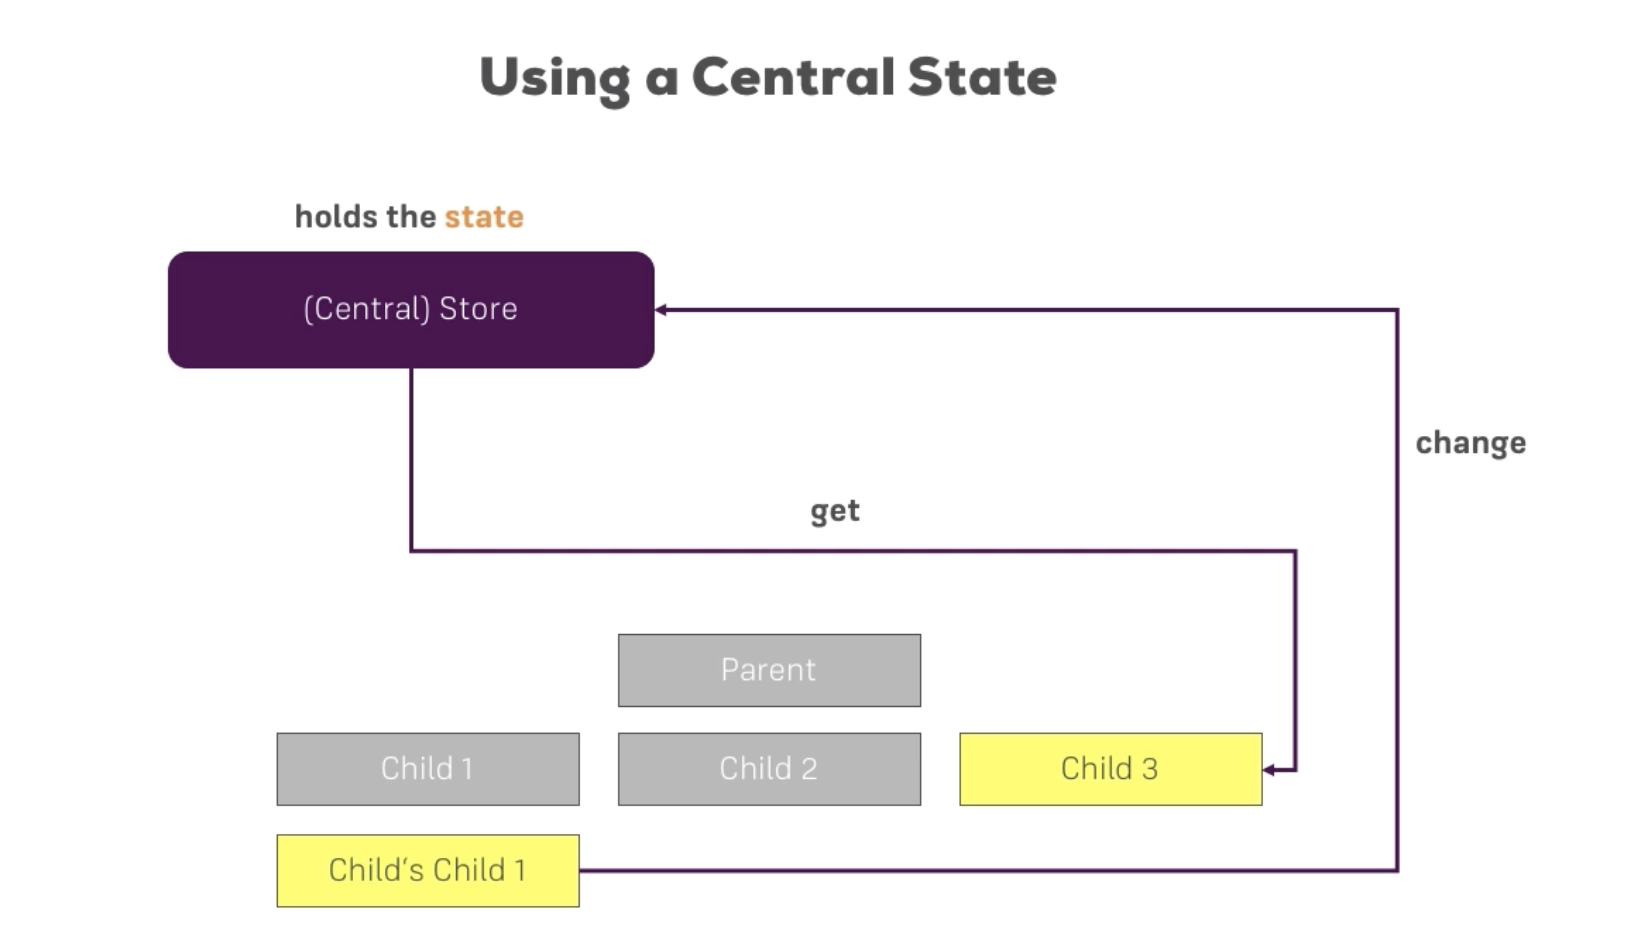 Using a Central State
holds the state
(Central) Store
change
get
Parent
Child 1
Child 2
Child 3
Child‘s Child 1